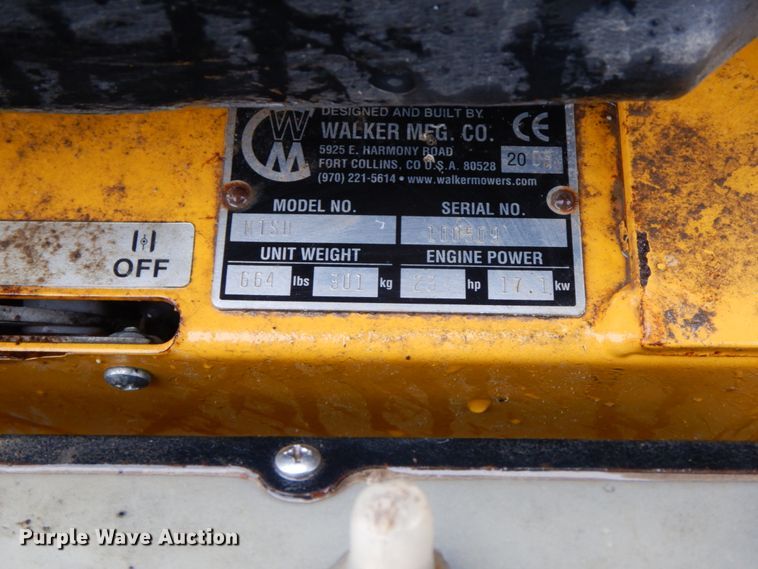 DESIGNED AND BUILT BY
WALKER MFG. CO.
CE
5925 E. HARMONY ROAD
FORT COLLINS, CO U.S.A. 80528
20
(970) 221-5614 • www.walkermowers.com
WM
MODEL NO.
SERIAL NO.
UNIT WEIGHT
ENGINE POWER
664 lbs 301 kg
hp 17.1 kw
OFF
Purple Wave Auction